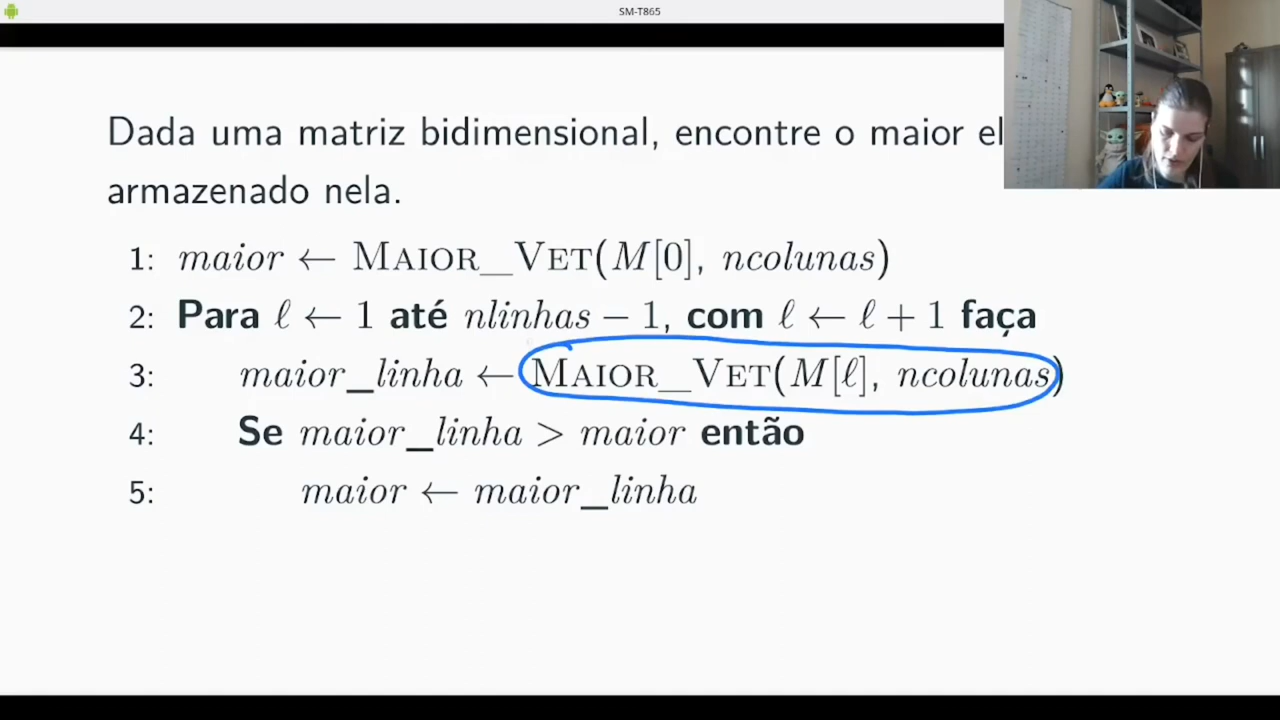 SM-T865
Dada uma matriz bidimensional, encontre o maior el
armazenado nela.
1: maior ← MAIOR_VET(M[0], ncolunas)
2: Para ℓ ← 1 até nlinhas − 1, com ℓ ← ℓ + 1 faça
3: maior_linha ← MAIOR_VET(M[ℓ], ncolunas)
4: Se maior_linha > maior então
5: maior ← maior_linha